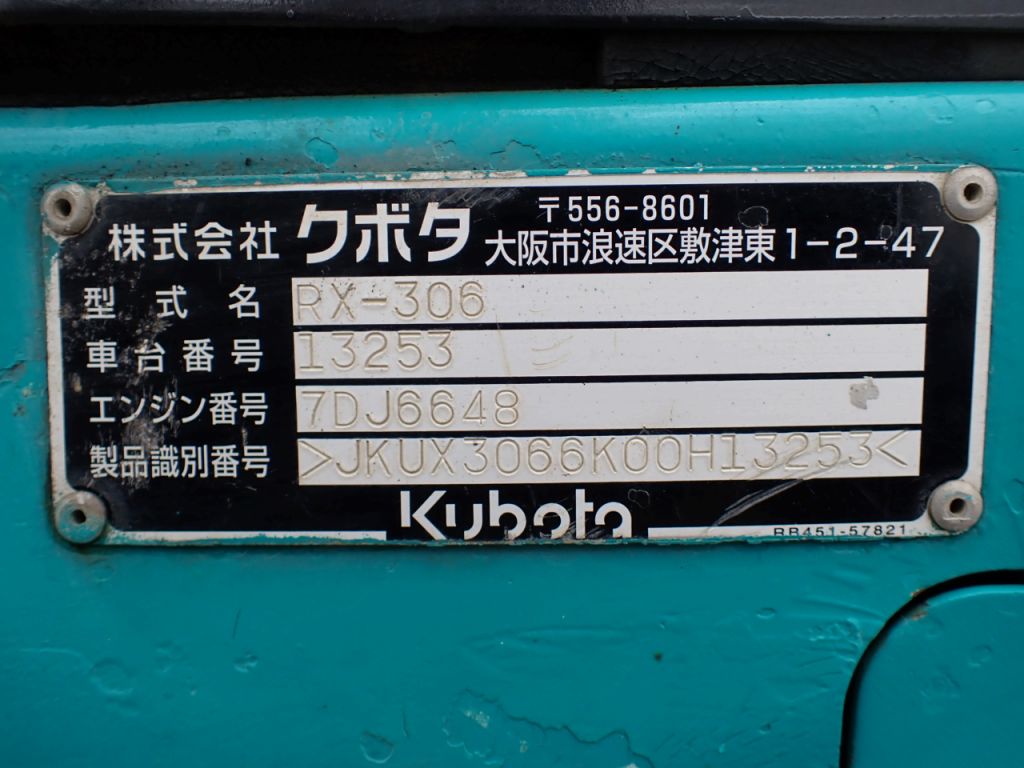 株式会社 クボタ 〒556-8601
大阪市浪速区敷津東1-2-47
型式名 RX-306
車台番号 13253
エンジン番号 7DJ6648
製品識別番号 >JKUX3066K00H13253<
Kubota
RB451-57821